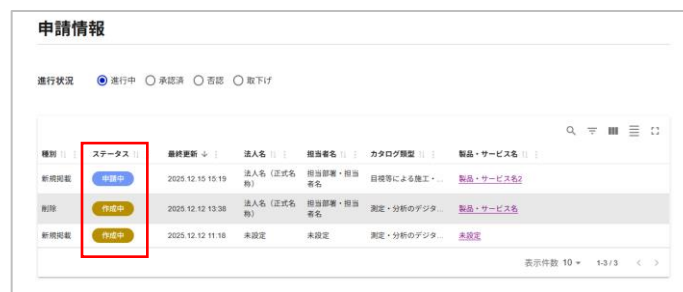 申請情報
進行状況 進行中 承認済 否認 取下げ
種別 ステータス 最終更新 法人名 担当者名 カタログ類型 製品・サービス名
新規掲載 申請中 2025.12.15 15:19 法人名（正式名称） 担当部署・担当者名 目視等による施工・... 製品・サービス名2
削除 作成中 2025.12.12 13:38 法人名（正式名称） 担当部署・担当者名 測定・分析のデジタ... 製品・サービス名
新規掲載 作成中 2025.12.12 11:18 未設定 未設定 測定・分析のデジタ... 未設定
表示件数 10 1-3 / 3